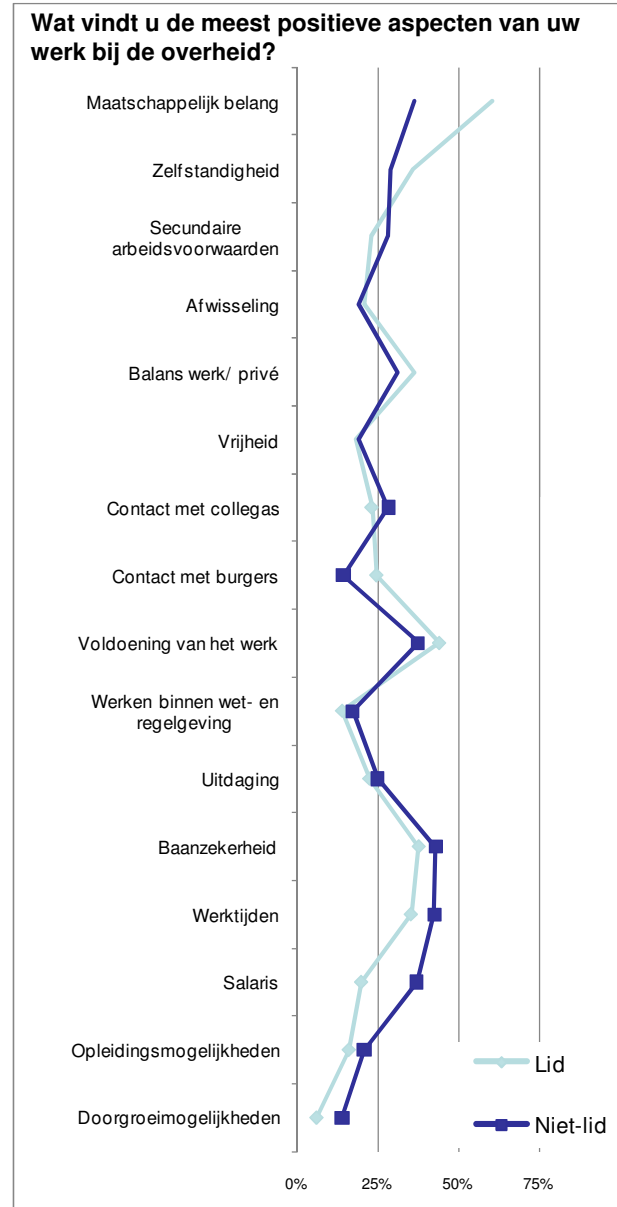 Wat vindt u de meest positieve aspecten van uw
werk bij de overheid?
Maatschappelijk belang
Zelfstandigheid
Secundaire
arbeidsvoorwaarden
Afwisseling
Balans werk/ privé
Vrijheid
Contact met collegas
Contact met burgers
Voldoening van het werk
Werken binnen wet- en
regelgeving
Uitdaging
Baanzekerheid
Werktijden
Salaris
Opleidingsmogelijkheden
Doorgroeimogelijkheden
Lid
Niet-lid
0% 25% 50% 75%